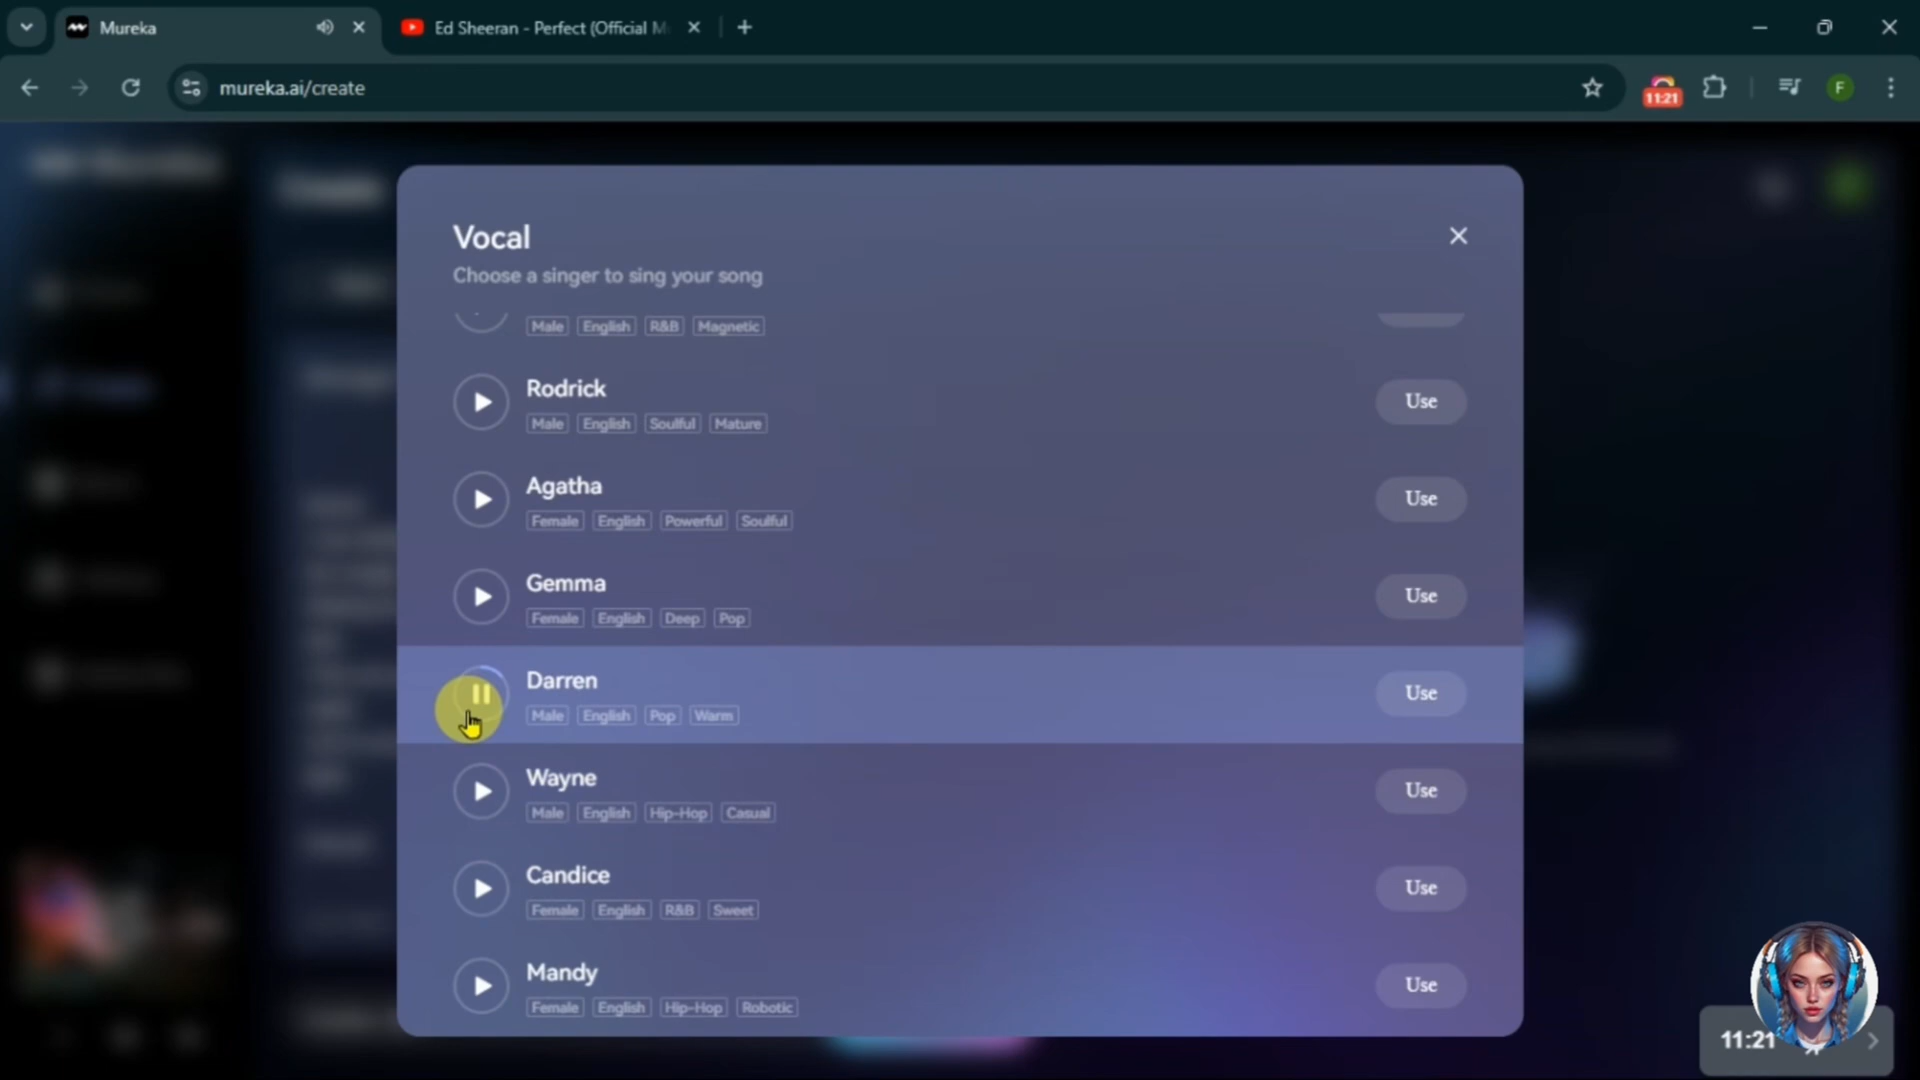 Mureka
Ed Sheeran - Perfect (Official M
mureka.ai/create
11:21
F
Vocal
Choose a singer to sing your song
Male English R&B Magnetic
Rodrick
Male English Soulful Mature
Use
Agatha
Female English Powerful Soulful
Use
Gemma
Female English Deep Pop
Use
Darren
Male English Pop Warm
Use
Wayne
Male English Hip-Hop Casual
Use
Candice
Female English R&B Sweet
Use
Mandy
Female English Hip-Hop Robotic
Use
11:21